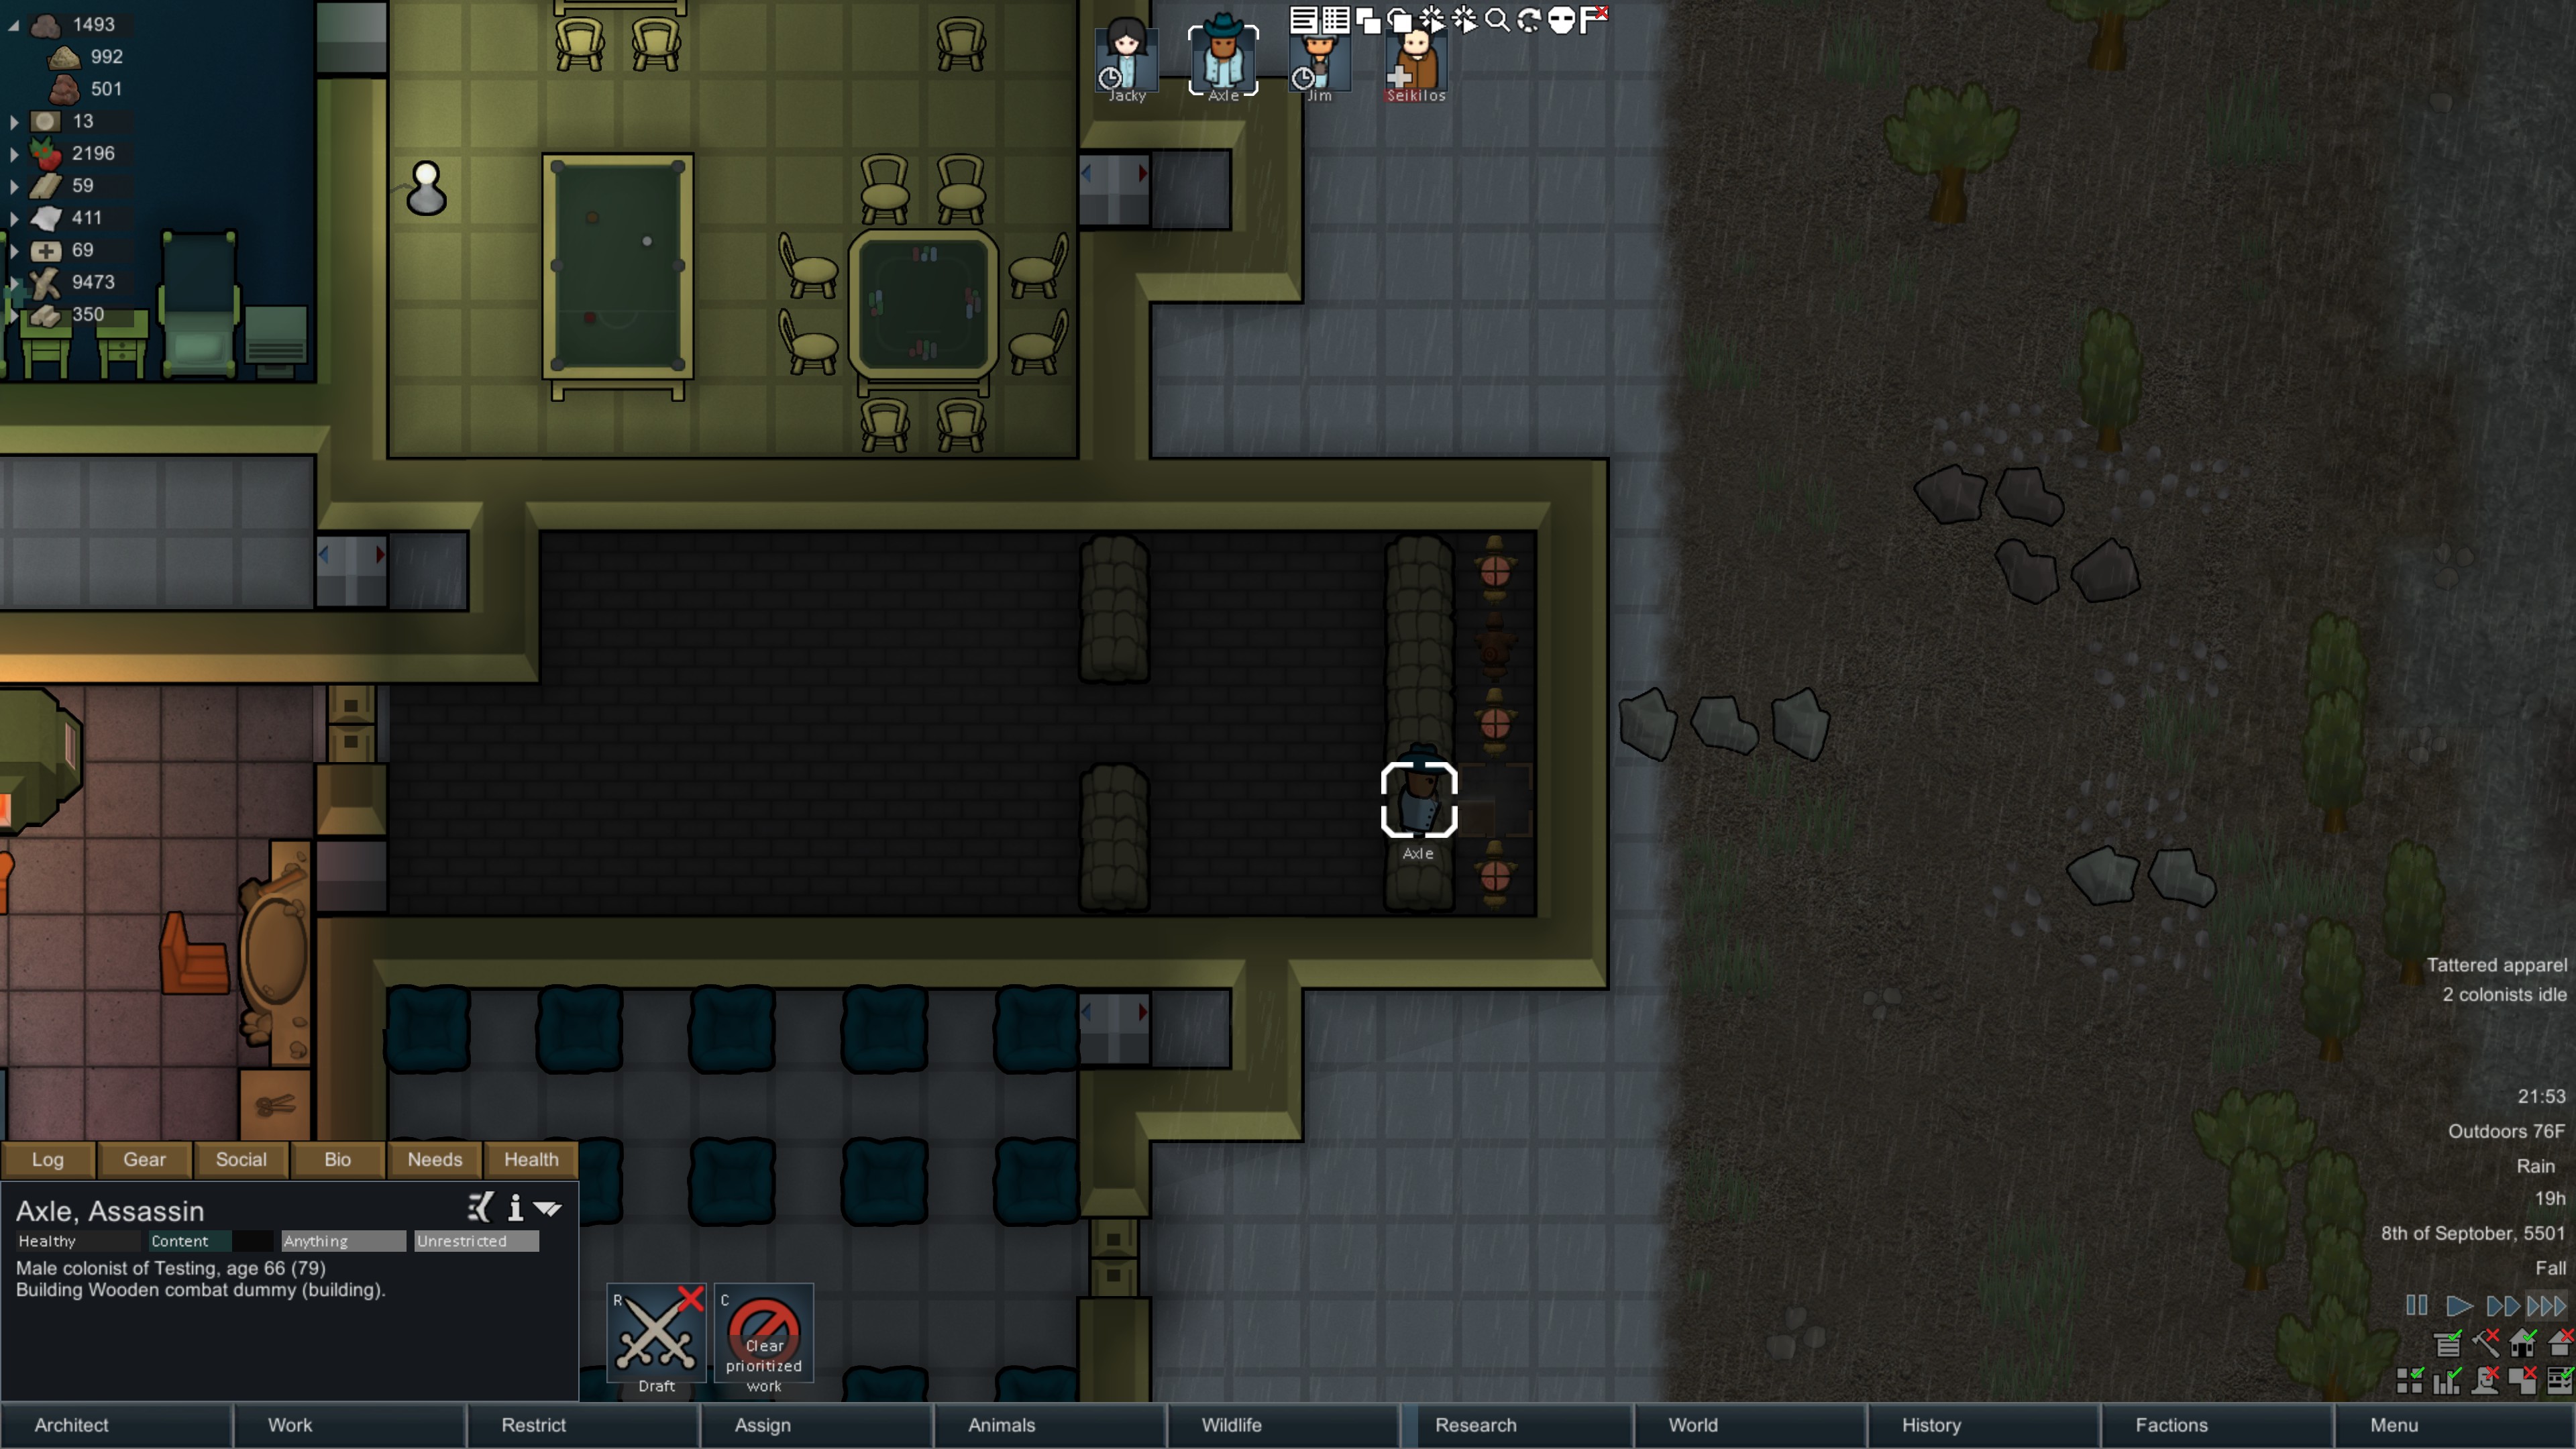 1493
992
501
13
2196
59
411
69
9473
350
Jacky
Axle
Jim
Seikilos
Axle
Tattered apparel
2 colonists idle
21:53
Outdoors 76F
Rain
19h
8th of Septober, 5501
Fall
Log Gear Social Bio Needs Health
Axle, Assassin
Healthy Content Anything Unrestricted
Male colonist of Testing, age 66 (79)
Building Wooden combat dummy (building).
R
Draft
C
Clear
prioritized
work
Architect Work Restrict Assign Animals Wildlife Research World History Factions Menu